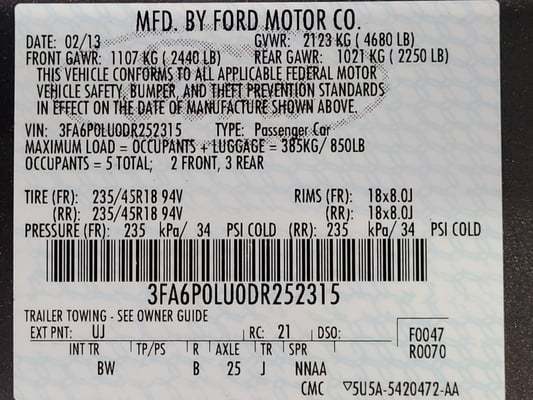 MFD. BY FORD MOTOR CO.
DATE: 02/13 GVWR: 2123 KG ( 4680 LB)
FRONT GAWR: 1107 KG ( 2440 LB) REAR GAWR: 1021 KG ( 2250 LB)
THIS VEHICLE CONFORMS TO ALL APPLICABLE FEDERAL MOTOR
VEHICLE SAFETY, BUMPER, AND THEFT PREVENTION STANDARDS
IN EFFECT ON THE DATE OF MANUFACTURE SHOWN ABOVE.
VIN: 3FA6P0LU0DR252315 TYPE: Passenger Car
MAXIMUM LOAD = OCCUPANTS + LUGGAGE = 385KG/ 850LB
OCCUPANTS = 5 TOTAL; 2 FRONT, 3 REAR
TIRE (FR): 235/45R18 94V RIMS (FR): 18x8.0J
(RR): 235/45R18 94V (RR): 18x8.0J
PRESSURE (FR): 235 kPa/ 34 PSI COLD (RR): 235 kPa/ 34 PSI COLD
3FA6P0LU0DR252315
TRAILER TOWING - SEE OWNER GUIDE
EXT PNT: UJ RC: 21 DSO: F0047
R0070
INT TR TP/PS R AXLE TR SPR
BW B 25 J NNAA
CMC ▽5U5A-5420472-AA